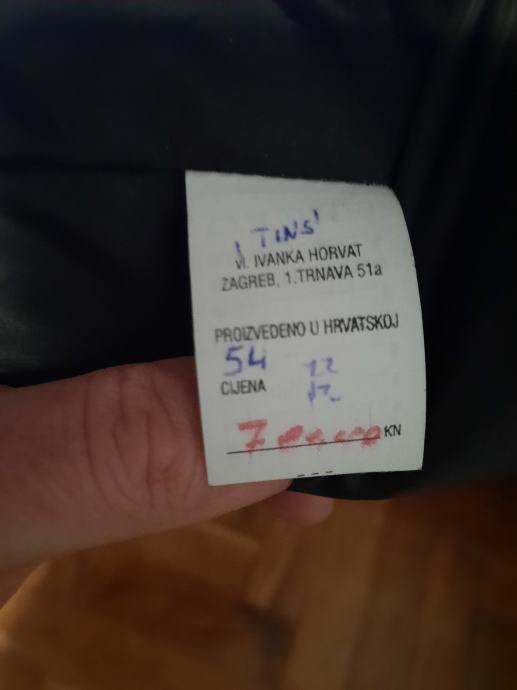 'TINS'
Vl. IVANKA HORVAT
ZAGREB, 1.TRNAVA 51a
PROIZVEDENO U HRVATSKOJ
54
CIJENA
KN